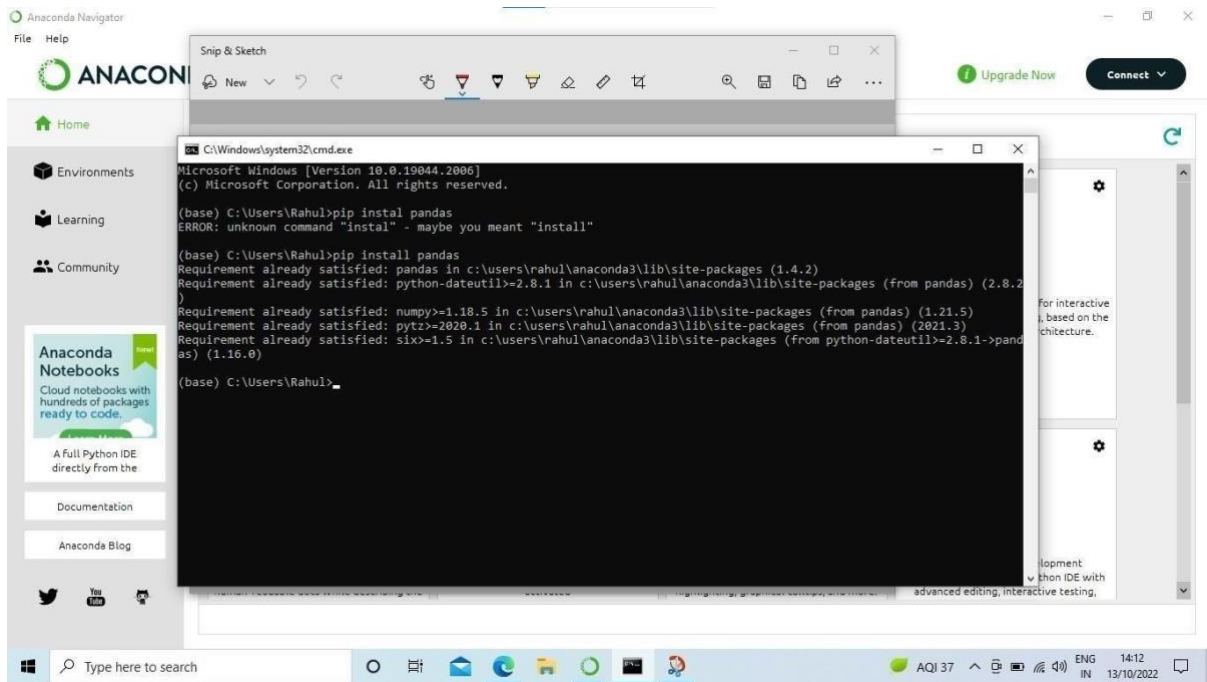 Anaconda Navigator
File Help
Snip & Sketch
ANACON
New
Upgrade Now
Connect
Home
Environments
Learning
Community
C:\Windows\system32\cmd.exe
Microsoft Windows [Version 10.0.19044.2006]
(c) Microsoft Corporation. All rights reserved.
(base) C:\Users\Rahul>pip instal pandas
ERROR: unknown command "instal" - maybe you meant "install"
(base) C:\Users\Rahul>pip install pandas
Requirement already satisfied: pandas in c:\users\rahul\anaconda3\lib\site-packages (1.4.2)
Requirement already satisfied: python-dateutil>=2.8.1 in c:\users\rahul\anaconda3\lib\site-packages (from pandas) (2.8.2
)
Requirement already satisfied: numpy>=1.18.5 in c:\users\rahul\anaconda3\lib\site-packages (from pandas) (1.21.5)
Requirement already satisfied: pytz>=2020.1 in c:\users\rahul\anaconda3\lib\site-packages (from pandas) (2021.3)
Requirement already satisfied: six>=1.5 in c:\users\rahul\anaconda3\lib\site-packages (from python-dateutil>=2.8.1->pand
as) (1.16.0)
(base) C:\Users\Rahul>
for interactive
, based on the
rchitecture.
Anaconda
Notebooks
New!
Cloud notebooks with
hundreds of packages
ready to code.
A full Python IDE
directly from the
Documentation
Anaconda Blog
You
Tube
lopment
thon IDE with
advanced editing, interactive testing,
Type here to search
AQI 37
ENG
IN
14:12
13/10/2022